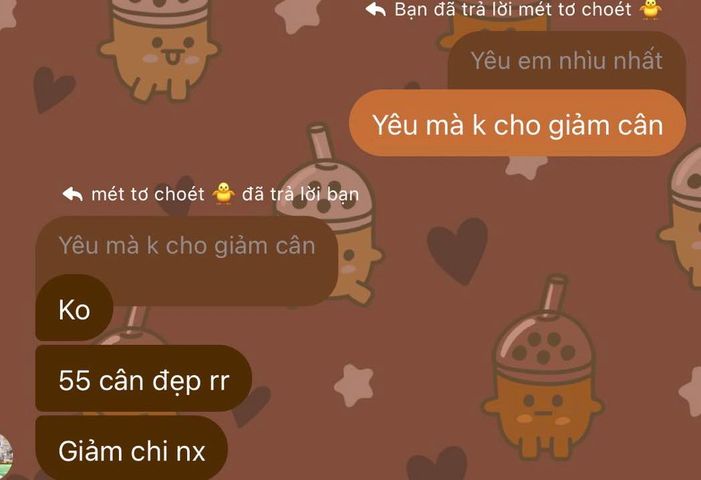 Bạn đã trả lời mét tơ choét 🐥
Yêu em nhìu nhất
Yêu mà k cho giảm cân
mét tơ choét 🐥 đã trả lời bạn
Yêu mà k cho giảm cân
Ko
55 cân đẹp rr
Giảm chi nx